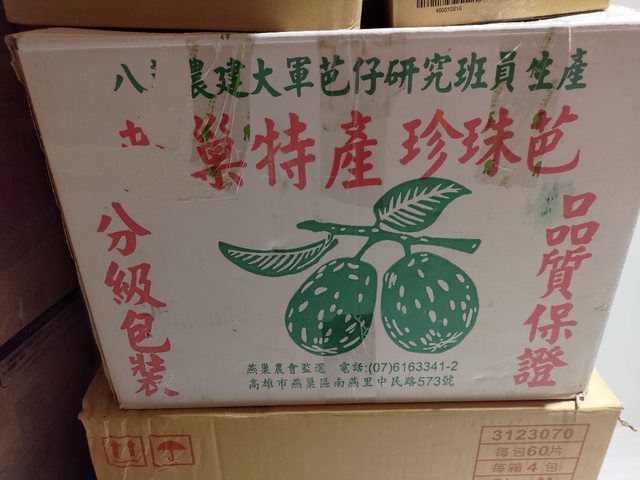 400010610
八 農建大軍芭仔研究班員生產
巢特產 珍珠芭
分級包裝
品質保證
燕巢農會監選 電話:(07)6163341-2
高雄市燕巢區南燕里中民路573號
3123070
每包60片
每箱4包